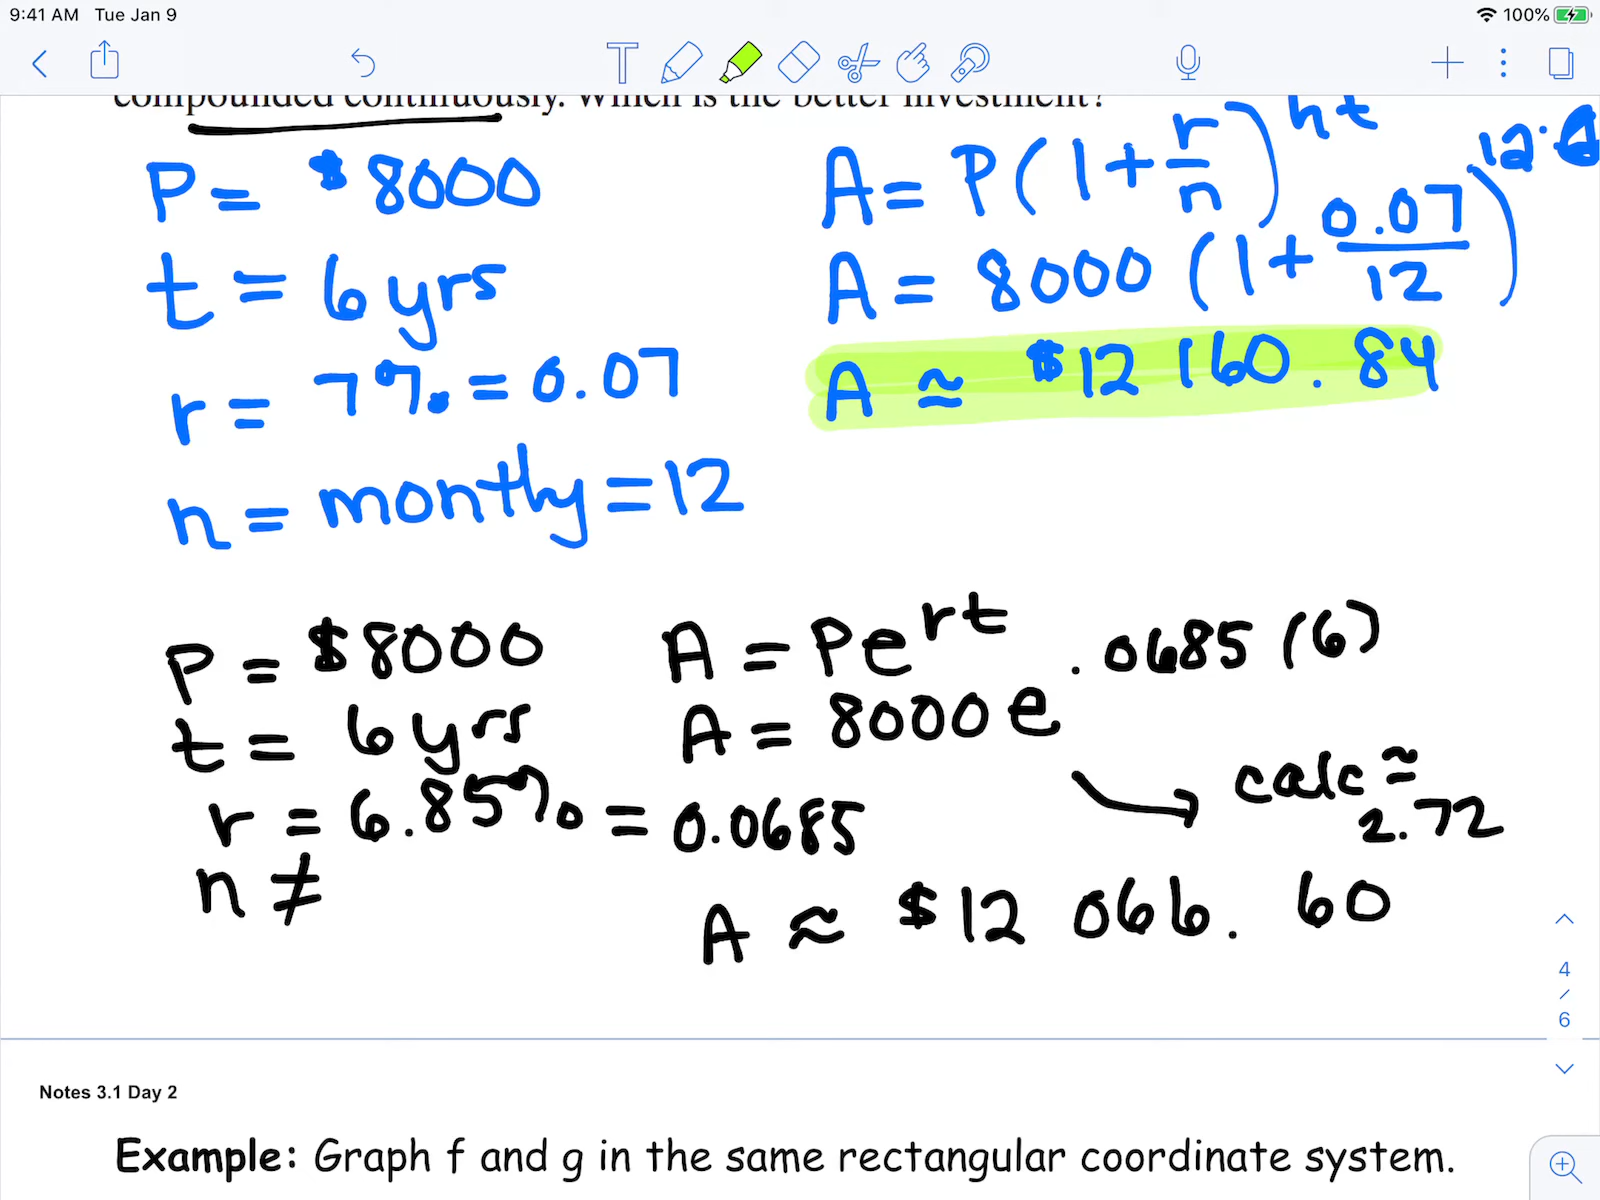 9:41 AM Tue Jan 9
100%
compounded continuously. Which is the better investment?
P = $8000
t = 6 yrs
r = 7% = 0.07
n = monthly = 12
A = P(1 + r/n)^nt
A = 8000 (1 + 0.07/12)^12·6
A ≈ $12 160.84
P = $8000
t = 6 yrs
r = 6.85% = 0.0685
n ≠
A = Pe^rt
A = 8000 e^.0685 (6)
calc ≈
2.72
A ≈ $12 066.60
4
/
6
Notes 3.1 Day 2
Example: Graph f and g in the same rectangular coordinate system.